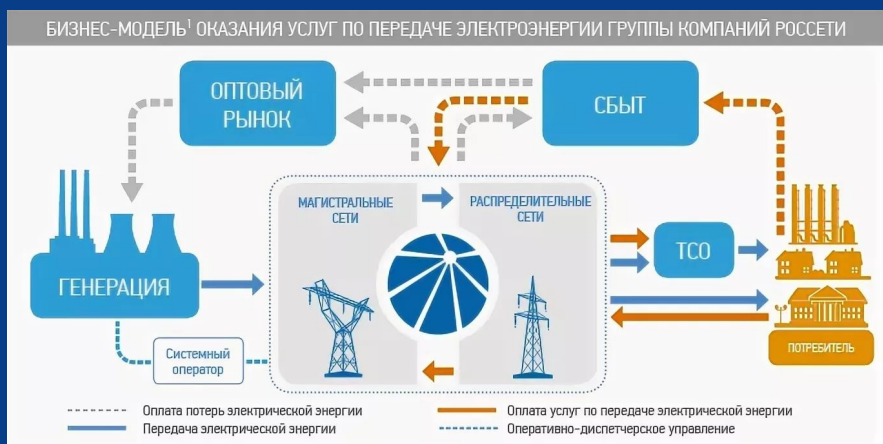 БИЗНЕС-МОДЕЛЬ¹ ОКАЗАНИЯ УСЛУГ ПО ПЕРЕДАЧЕ ЭЛЕКТРОЭНЕРГИИ ГРУППЫ КОМПАНИЙ РОССЕТИ
ОПТОВЫЙ
РЫНОК
СБЫТ
МАГИСТРАЛЬНЫЕ
СЕТИ
РАСПРЕДЕЛИТЕЛЬНЫЕ
СЕТИ
ГЕНЕРАЦИЯ
ТСО
Системный
оператор
ПОТРЕБИТЕЛЬ
Оплата потерь электрической энергии
Передача электрической энергии
Оплата услуг по передаче электрической энергии
Оперативно-диспетчерское управление